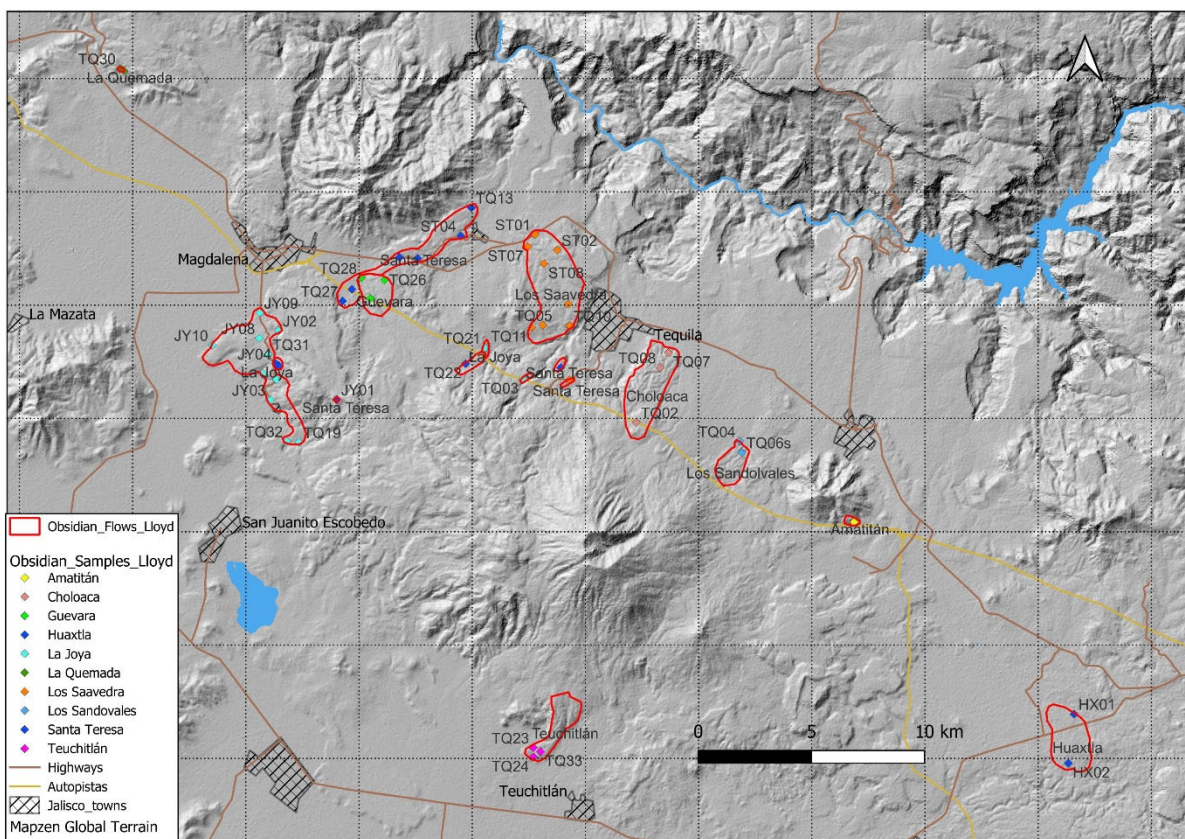 TQ30
La Quemada
TQ13
ST04
ST01
ST02
ST07
Santa Teresa
ST08
Magdalena
TQ28
TQ26
TQ27
Guevara
Los Saavedra
La Mazata
JY09
JY02
JY10
JY08
TQ31
TQ05
TQ10
TQ21
TQ11
Tequila
JY04
La Joya
La Joya
TQ22
TQ08
TQ07
Santa Teresa
TQ03
Santa Teresa
JY03
JY01
Santa Teresa
Choloaca
TQ02
TQ32
TQ19
TQ04
TQ06s
Los Sandolvales
San Juanito Escobedo
Amatitán
HX01
Huaxtla
HX02
TQ23
Teuchitlán
TQ24
TQ33
Teuchitlán
0
10 km
Obsidian_Flows_Lloyd
Obsidian_Samples_Lloyd
Amatitán
Choloaca
Guevara
Huaxtla
La Joya
La Quemada
Los Saavedra
Los Sandovales
Santa Teresa
Teuchitlán
Highways
Autopistas
Jalisco_towns
Mapzen Global Terrain